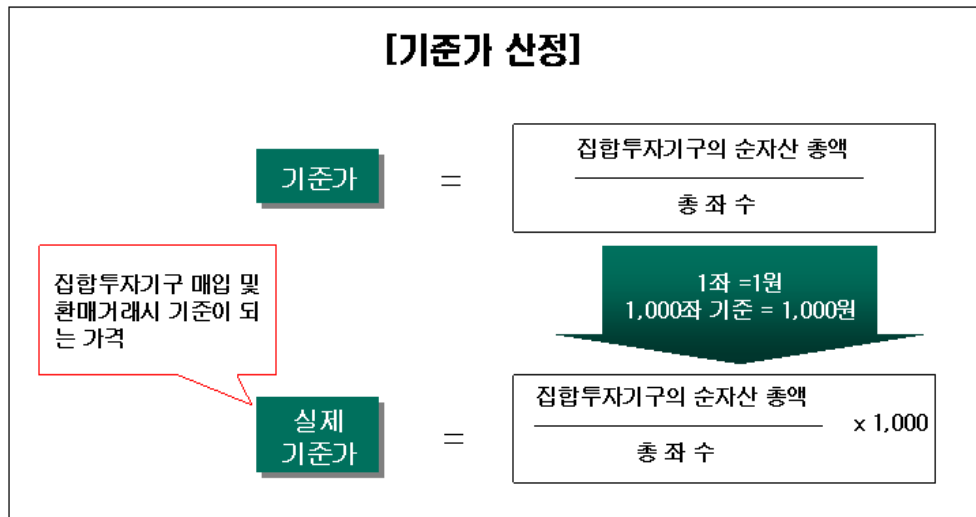 [기준가 산정]
기준가
=
집합투자기구의 순자산 총액
총 좌 수
집합투자기구 매입 및
환매거래시 기준이 되
는 가격
1좌 =1원
1,000좌 기준 = 1,000원
실제
기준가
=
집합투자기구의 순자산 총액
총 좌 수
x 1,000